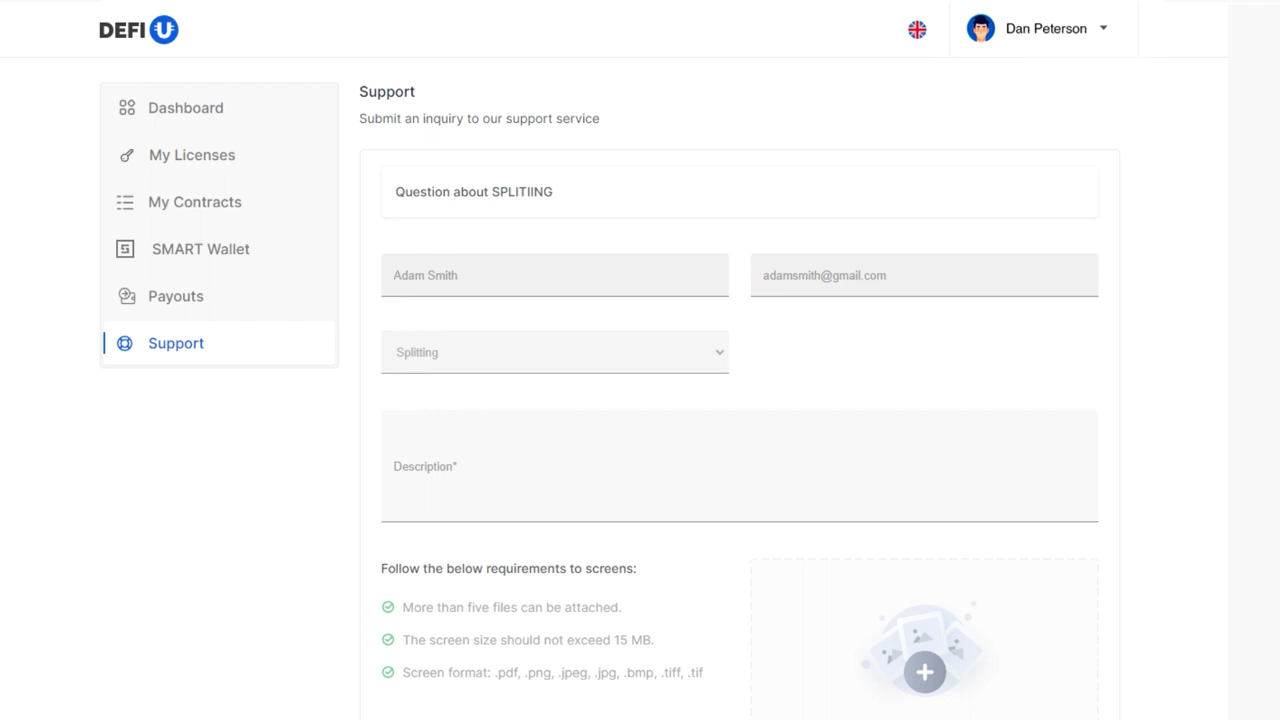 DEFI U
Dan Peterson
Dashboard
My Licenses
My Contracts
SMART Wallet
Payouts
Support
Support
Submit an inquiry to our support service
Question about SPLITIING
Adam Smith
adamsmith@gmail.com
Splitting
Description*
Follow the below requirements to screens:
More than five files can be attached.
The screen size should not exceed 15 MB.
Screen format: .pdf, .png, .jpeg, .jpg, .bmp, .tiff, .tif